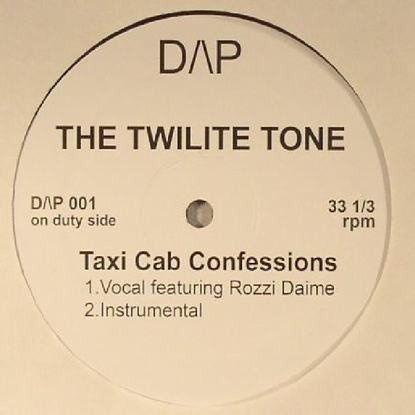 D/\P
THE TWILITE TONE
D/\P 001
on duty side
33 1/3
rpm
Taxi Cab Confessions
1.Vocal featuring Rozzi Daime
2.Instrumental